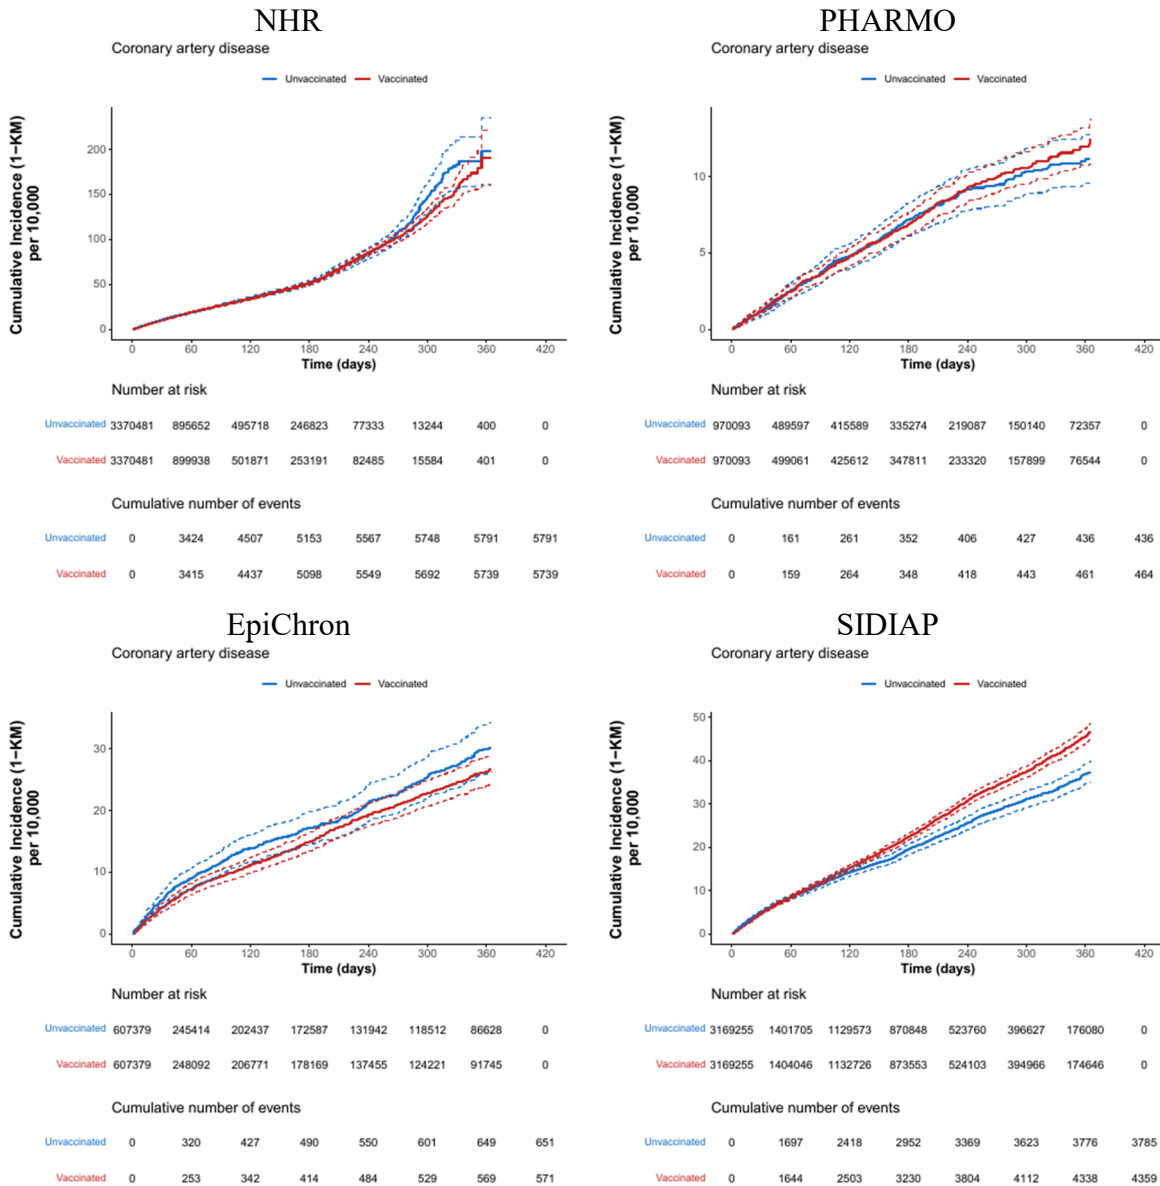 NHR
Coronary artery disease
Unvaccinated Vaccinated
Cumulative Incidence (1−KM)
per 10,000
200
150
100
50
0
0 60 120 180 240 300 360 420
Time (days)
Number at risk
Unvaccinated 3370481 895652 495718 246823 77333 13244 400 0
Vaccinated 3370481 899938 501871 253191 82485 15584 401 0
Cumulative number of events
Unvaccinated 0 3424 4507 5153 5567 5748 5791 5791
Vaccinated 0 3415 4437 5098 5549 5692 5739 5739
PHARMO
Coronary artery disease
Unvaccinated Vaccinated
Cumulative Incidence (1−KM)
per 10,000
10
5
0
0 60 120 180 240 300 360 420
Time (days)
Number at risk
Unvaccinated 970093 489597 415589 335274 219087 150140 72357 0
Vaccinated 970093 499061 425612 347811 233320 157899 76544 0
Cumulative number of events
Unvaccinated 0 161 261 352 406 427 436 436
Vaccinated 0 159 264 348 418 443 461 464
EpiChron
Coronary artery disease
Unvaccinated Vaccinated
Cumulative Incidence (1−KM)
per 10,000
30
20
10
0
0 60 120 180 240 300 360 420
Time (days)
Number at risk
Unvaccinated 607379 245414 202437 172587 131942 118512 86628 0
Vaccinated 607379 248092 206771 178169 137455 124221 91745 0
Cumulative number of events
Unvaccinated 0 320 427 490 550 601 649 651
Vaccinated 0 253 342 414 484 529 569 571
SIDIAP
Coronary artery disease
Unvaccinated Vaccinated
Cumulative Incidence (1−KM)
per 10,000
50
40
30
20
10
0
0 60 120 180 240 300 360 420
Time (days)
Number at risk
Unvaccinated 3169255 1401705 1129573 870848 523760 396627 176080 0
Vaccinated 3169255 1404046 1132726 873553 524103 394966 174646 0
Cumulative number of events
Unvaccinated 0 1697 2418 2952 3369 3623 3776 3785
Vaccinated 0 1644 2503 3230 3804 4112 4338 4359